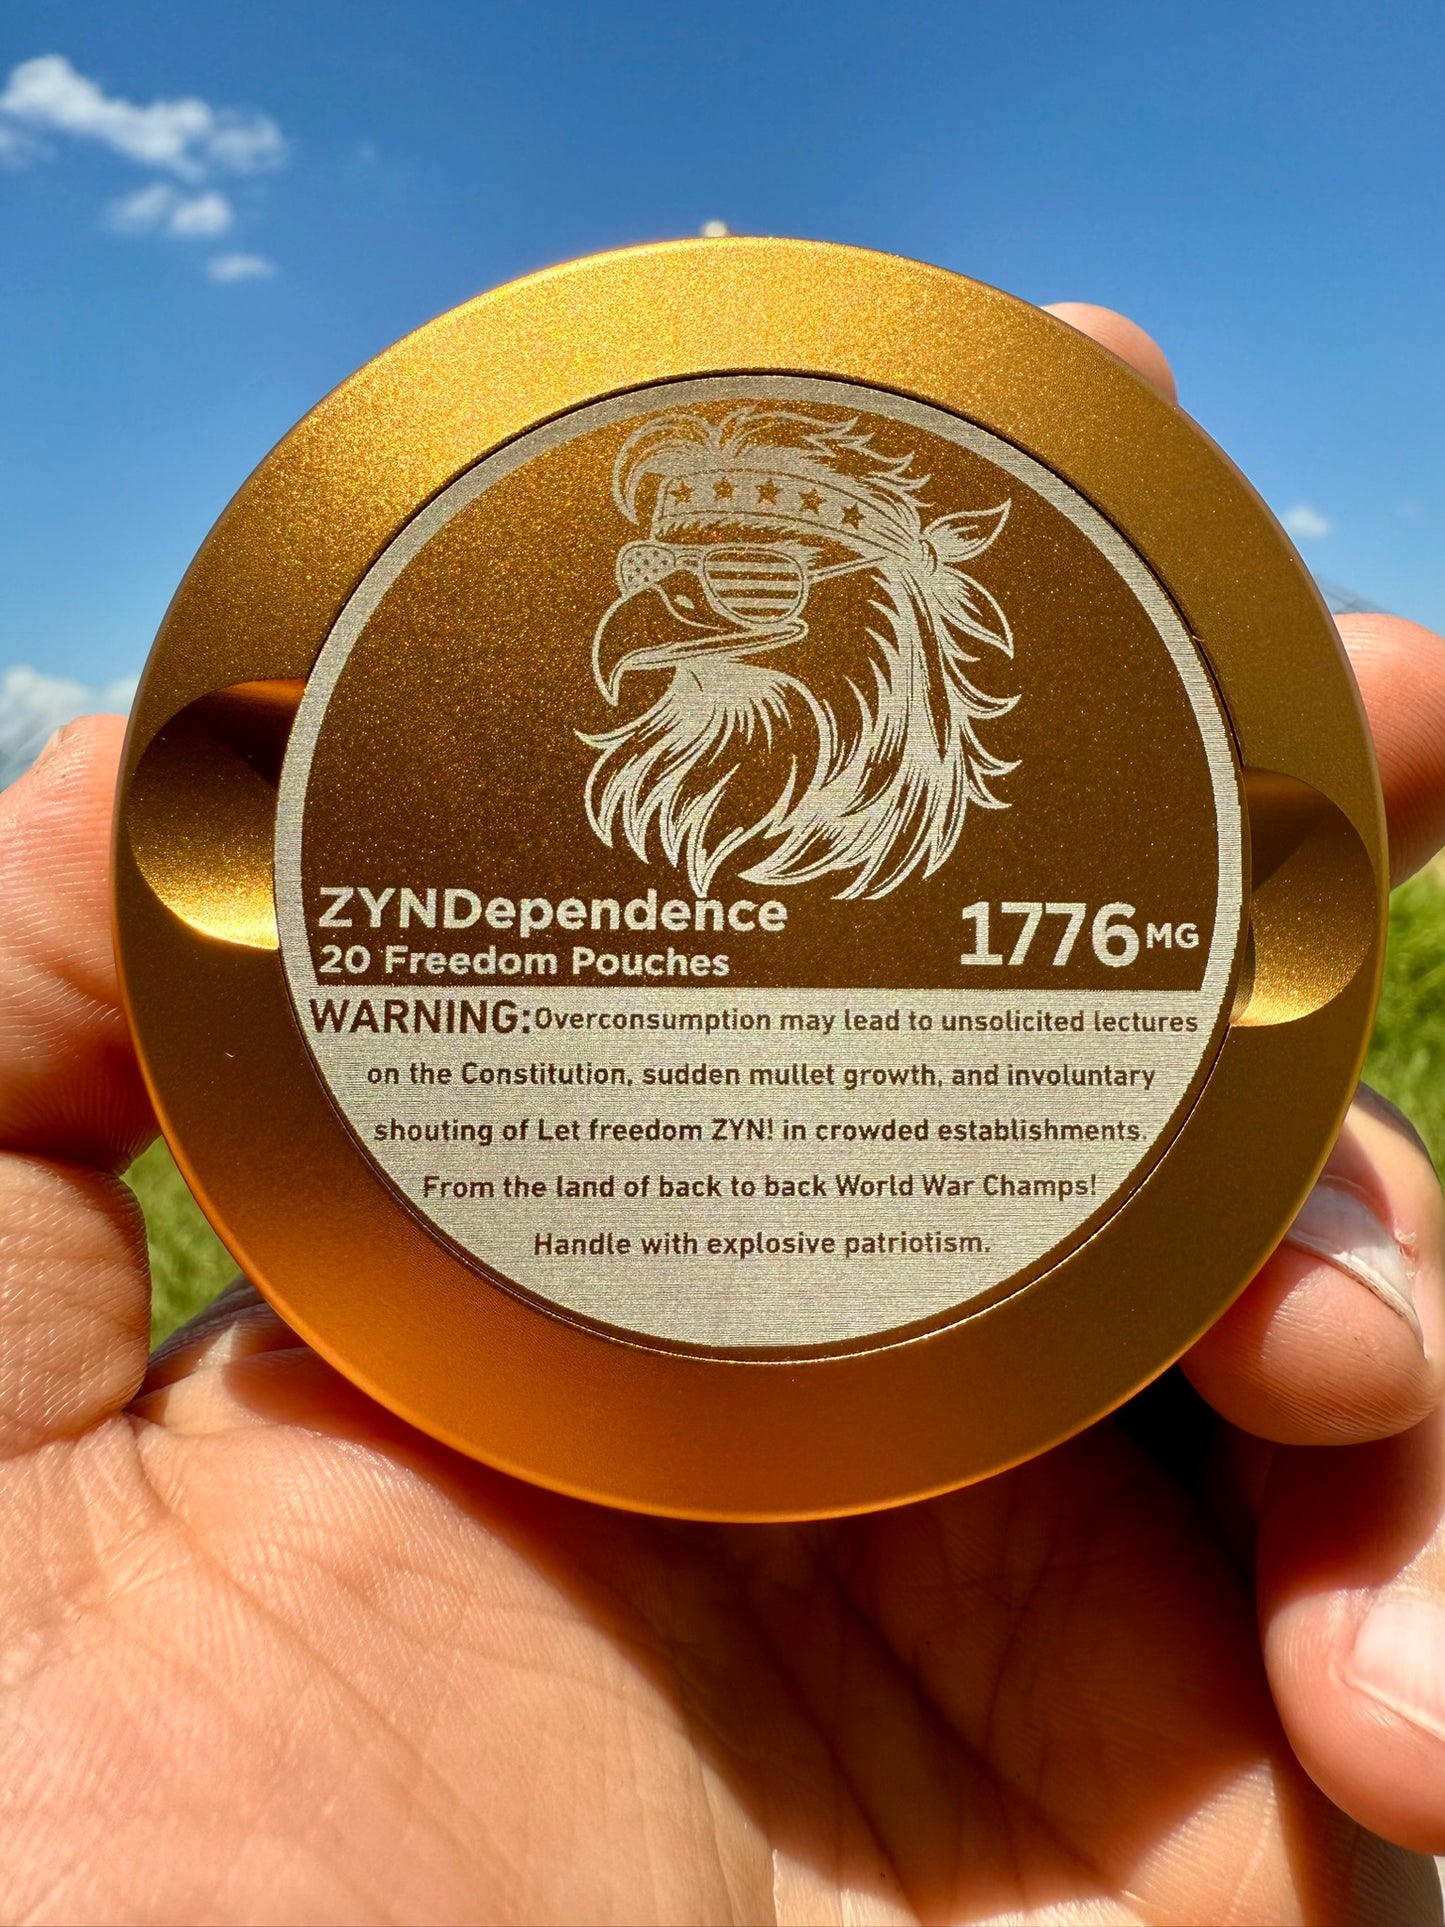 ZYNDependence
20 Freedom Pouches
1776MG
WARNING:Overconsumption may lead to unsolicited lectures
on the Constitution, sudden mullet growth, and involuntary
shouting of Let freedom ZYN! in crowded establishments.
From the land of back to back World War Champs!
Handle with explosive patriotism.